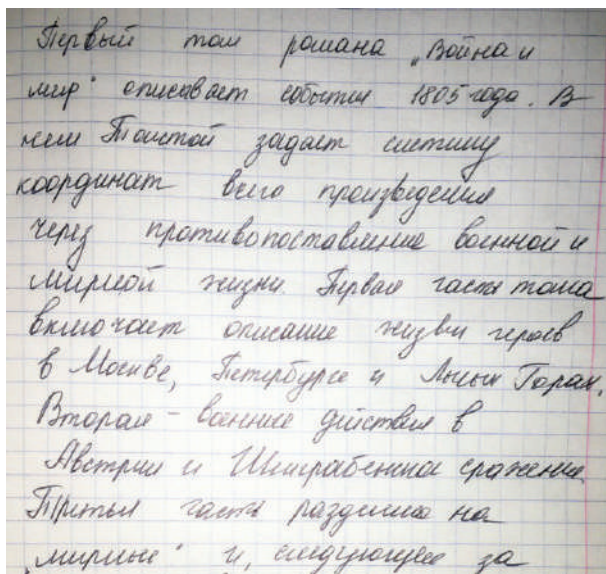 Первый том романа „Война и
мир“ описывает события 1805 года. В
нем Толстой задает систему
координат всего произведения
через противопоставление военной и
мирной жизни. Первая часть тома
включает описание жизни героев
в Москве, Петербурге и Лысых Горах.
Вторая – военные действия в
Австрии и Шенграбенское сражение.
Третья часть разделена на
„мирные“ и, следующее за